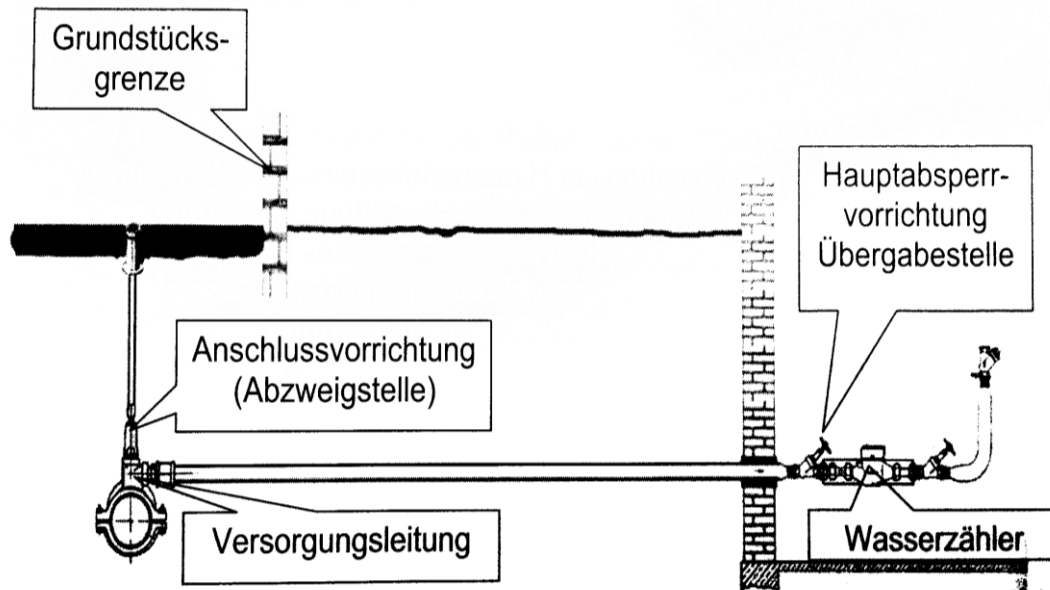 Grundstücks-
grenze
Hauptabsperr-
vorrichtung
Übergabestelle
Anschlussvorrichtung
(Abzweigstelle)
Versorgungsleitung
Wasserzähler